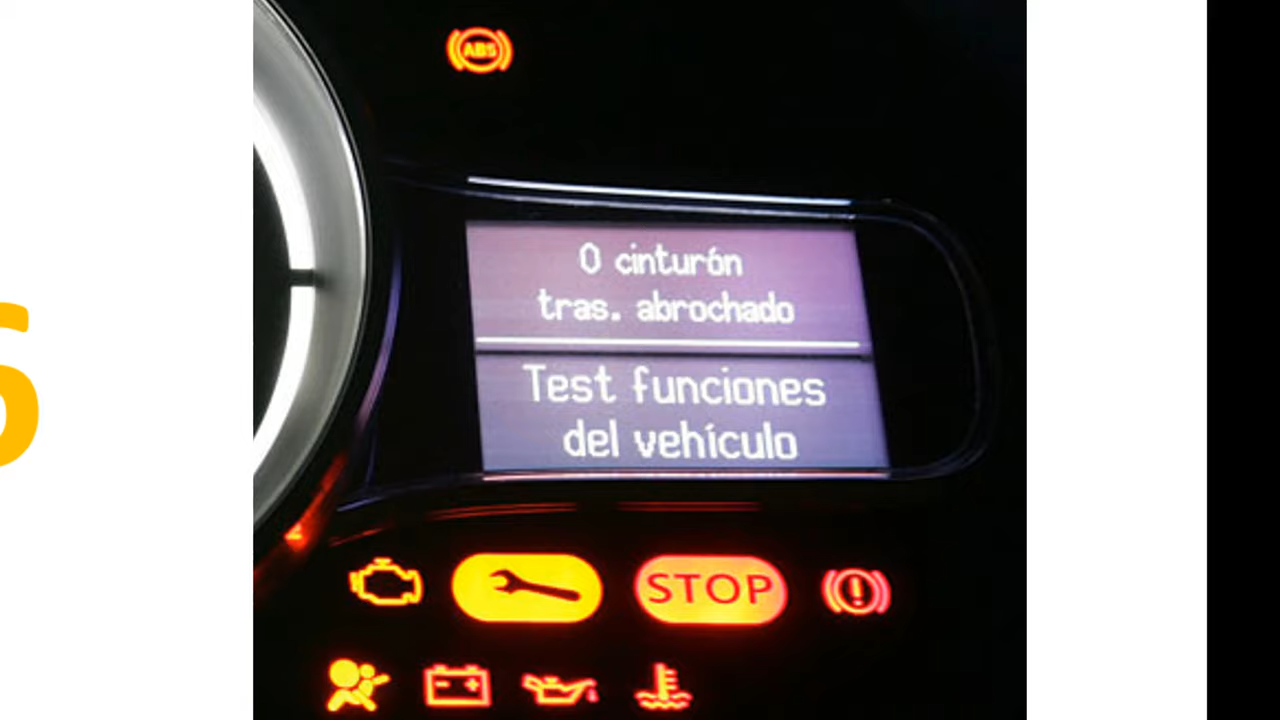 ABS
0 cinturón
tras. abrochado
Test funciones
del vehículo
STOP